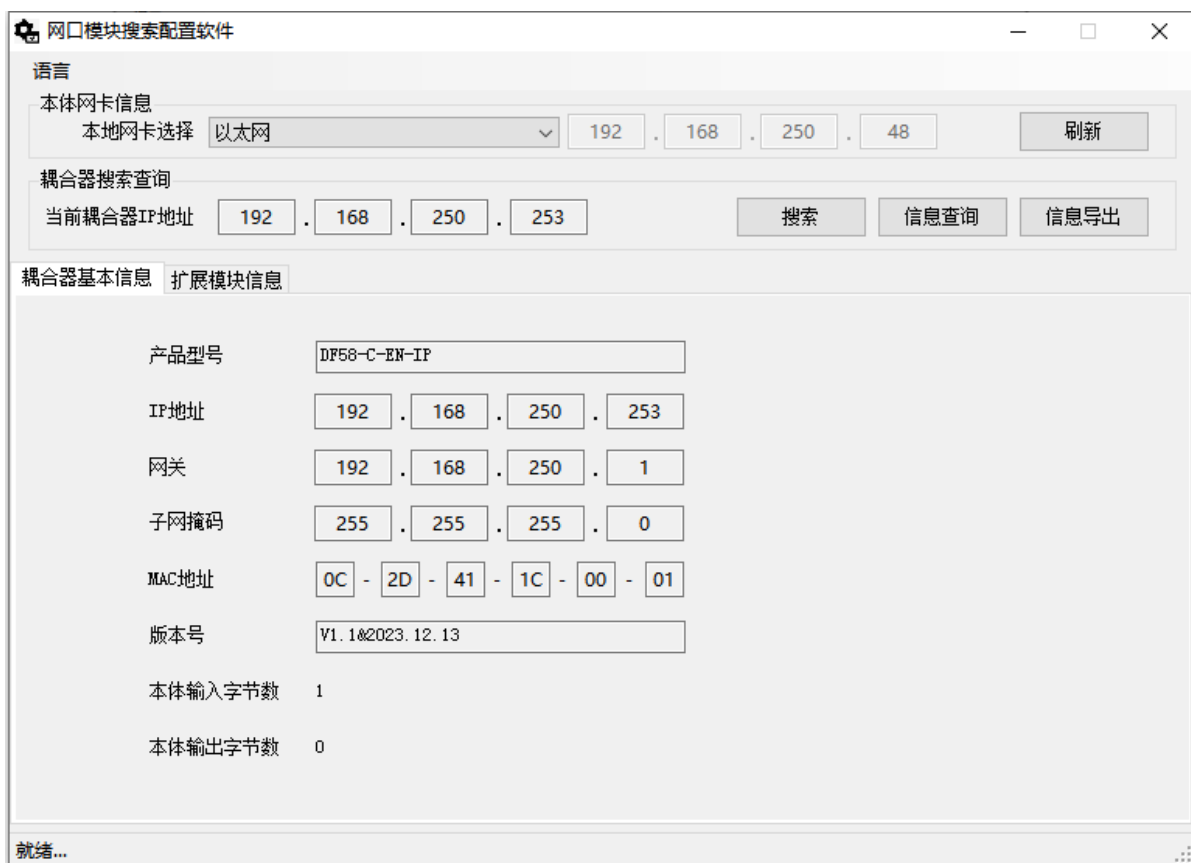 网口模块搜索配置软件
语言
本体网卡信息
本地网卡选择 以太网 192 . 168 . 250 . 48 刷新
耦合器搜索查询
当前耦合器IP地址 192 . 168 . 250 . 253 搜索 信息查询 信息导出
耦合器基本信息 扩展模块信息
产品型号 DF58-C-EN-IP
IP地址 192 . 168 . 250 . 253
网关 192 . 168 . 250 . 1
子网掩码 255 . 255 . 255 . 0
MAC地址 0C - 2D - 41 - 1C - 00 - 01
版本号 V1.1&2023.12.13
本体输入字节数 1
本体输出字节数 0
就绪...